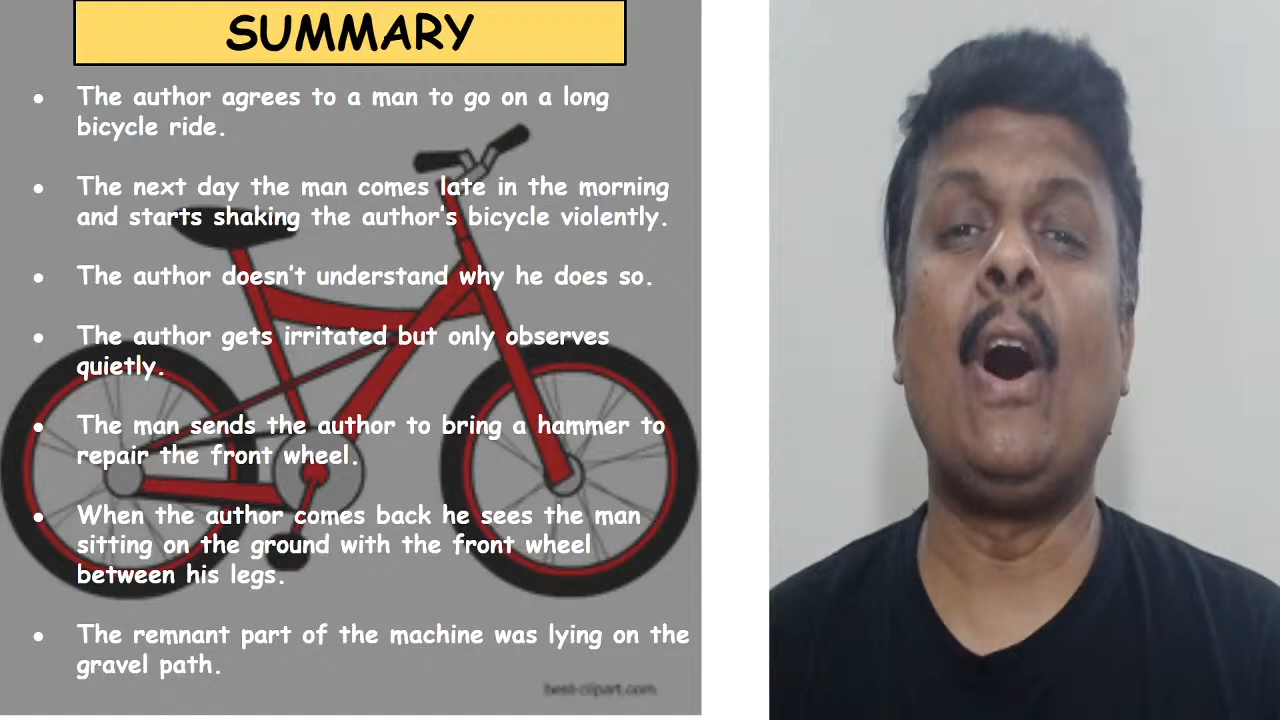 SUMMARY
● The author agrees to a man to go on a long
bicycle ride.
● The next day the man comes late in the morning
and starts shaking the author's bicycle violently.
● The author doesn't understand why he does so.
● The author gets irritated but only observes
quietly.
● The man sends the author to bring a hammer to
repair the front wheel.
● When the author comes back he sees the man
sitting on the ground with the front wheel
between his legs.
● The remnant part of the machine was lying on the
gravel path.
best-clipart.com